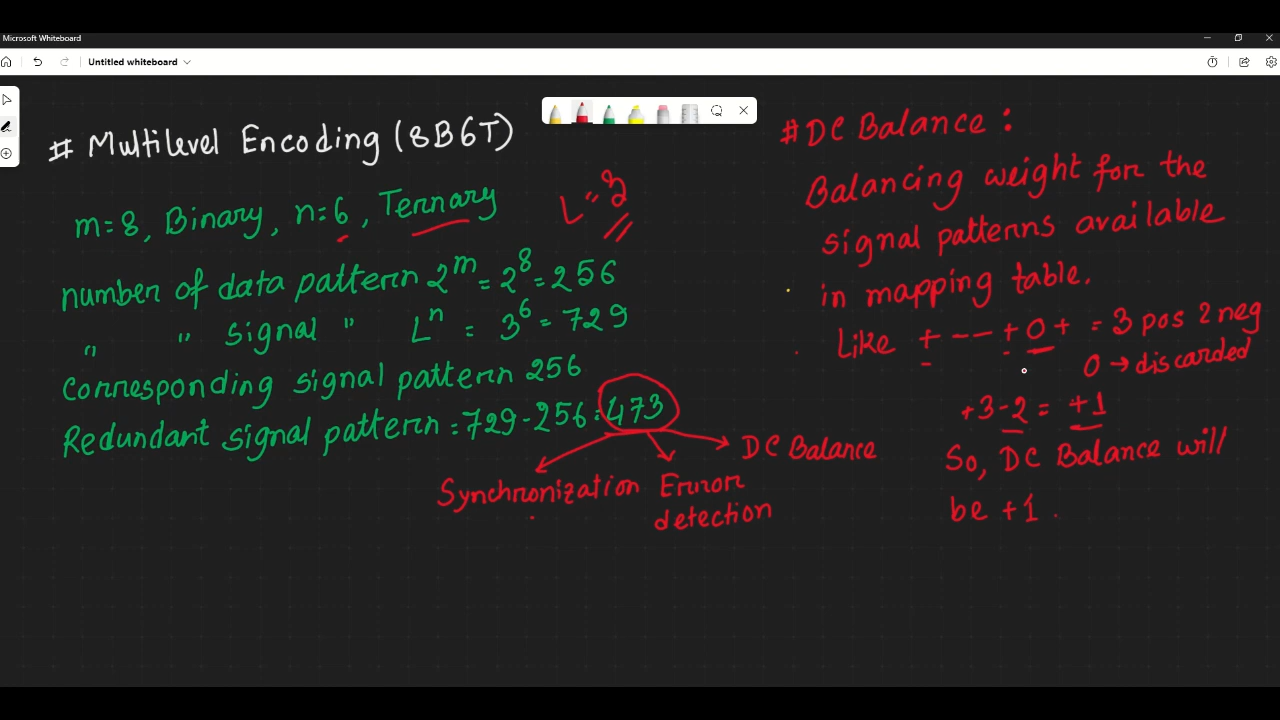 Microsoft Whiteboard
Untitled whiteboard
# Multilevel Encoding (8B6T)
m=8, Binary, n=6, Ternary
L=3
number of data pattern 2^m = 2^8 = 256
" " signal " L^n = 3^6 = 729
Corresponding signal pattern 256
Redundant signal pattern = 729-256 = 473
Synchronization Error detection DC Balance
# DC Balance :
Balancing weight for the
signal patterns available
in mapping table.
Like + - - + 0 + = 3 pos 2 neg
0 → discarded
+3-2 = +1
So, DC Balance will
be +1.